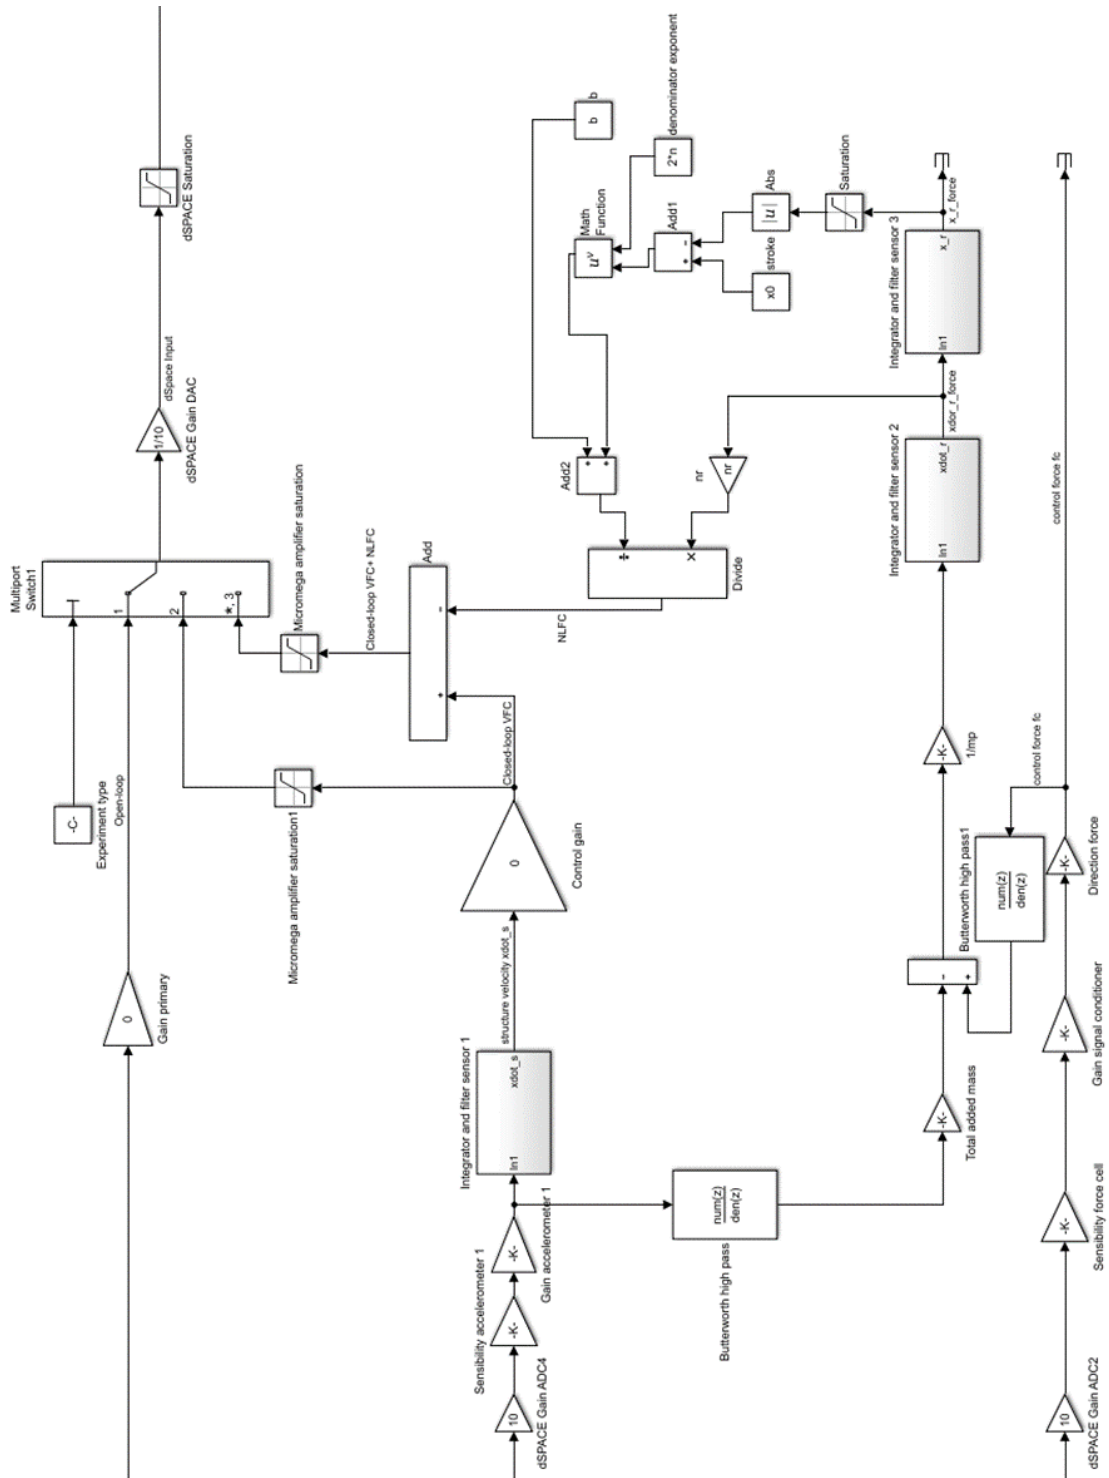 dSPACE Saturation
dSpace Input
1/10
dSPACE Gain DAC
Multiport
Switch1
1
2
*, 3
-C-
Experiment type
Open-loop
0
Gain primary
Micromega amplifier saturation
Micromega amplifier saturation1
Closed-loop VFC+ NLFC
Add
+
-
Closed-loop VFC
0
Control gain
structure velocity xdot_s
Integrator and filter sensor 1
In1
xdot_s
-K-
Gain accelerometer 1
-K-
Sensibility accelerometer 1
10
dSPACE Gain ADC4
b
b
2*n
denominator exponent
Math
Function
u^v
Add1
+
-
x0
stroke
|u|
Abs
Saturation
Add2
+
+
÷
×
Divide
NLFC
nr
nr
Integrator and filter sensor 3
In1
x_r
x_r_force
xdor_r_force
Integrator and filter sensor 2
In1
xdot_r
-K-
1/mp
-
+
-K-
Total added mass
num(z)
den(z)
Butterworth high pass
num(z)
den(z)
Butterworth high pass1
control force fc
control force fc
-K-
Direction force
-K-
Gain signal conditioner
-K-
Sensibility force cell
10
dSPACE Gain ADC2